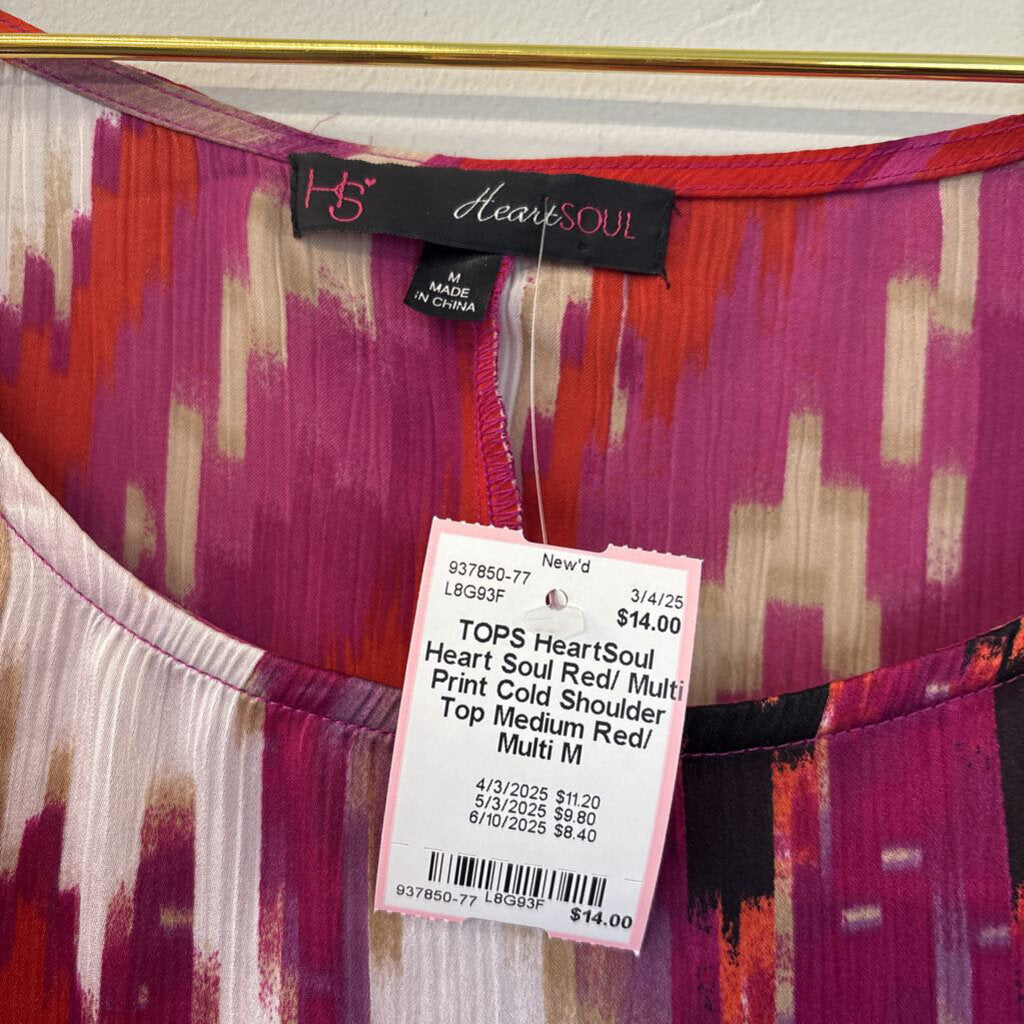 HS HeartSOUL
M
MADE
IN CHINA
New'd
937850-77 3/4/25
L8G93F $14.00
TOPS HeartSoul
Heart Soul Red/ Multi
Print Cold Shoulder
Top Medium Red/
Multi M
4/3/2025 $11.20
5/3/2025 $9.80
6/10/2025 $8.40
937850-77 L8G93F $14.00